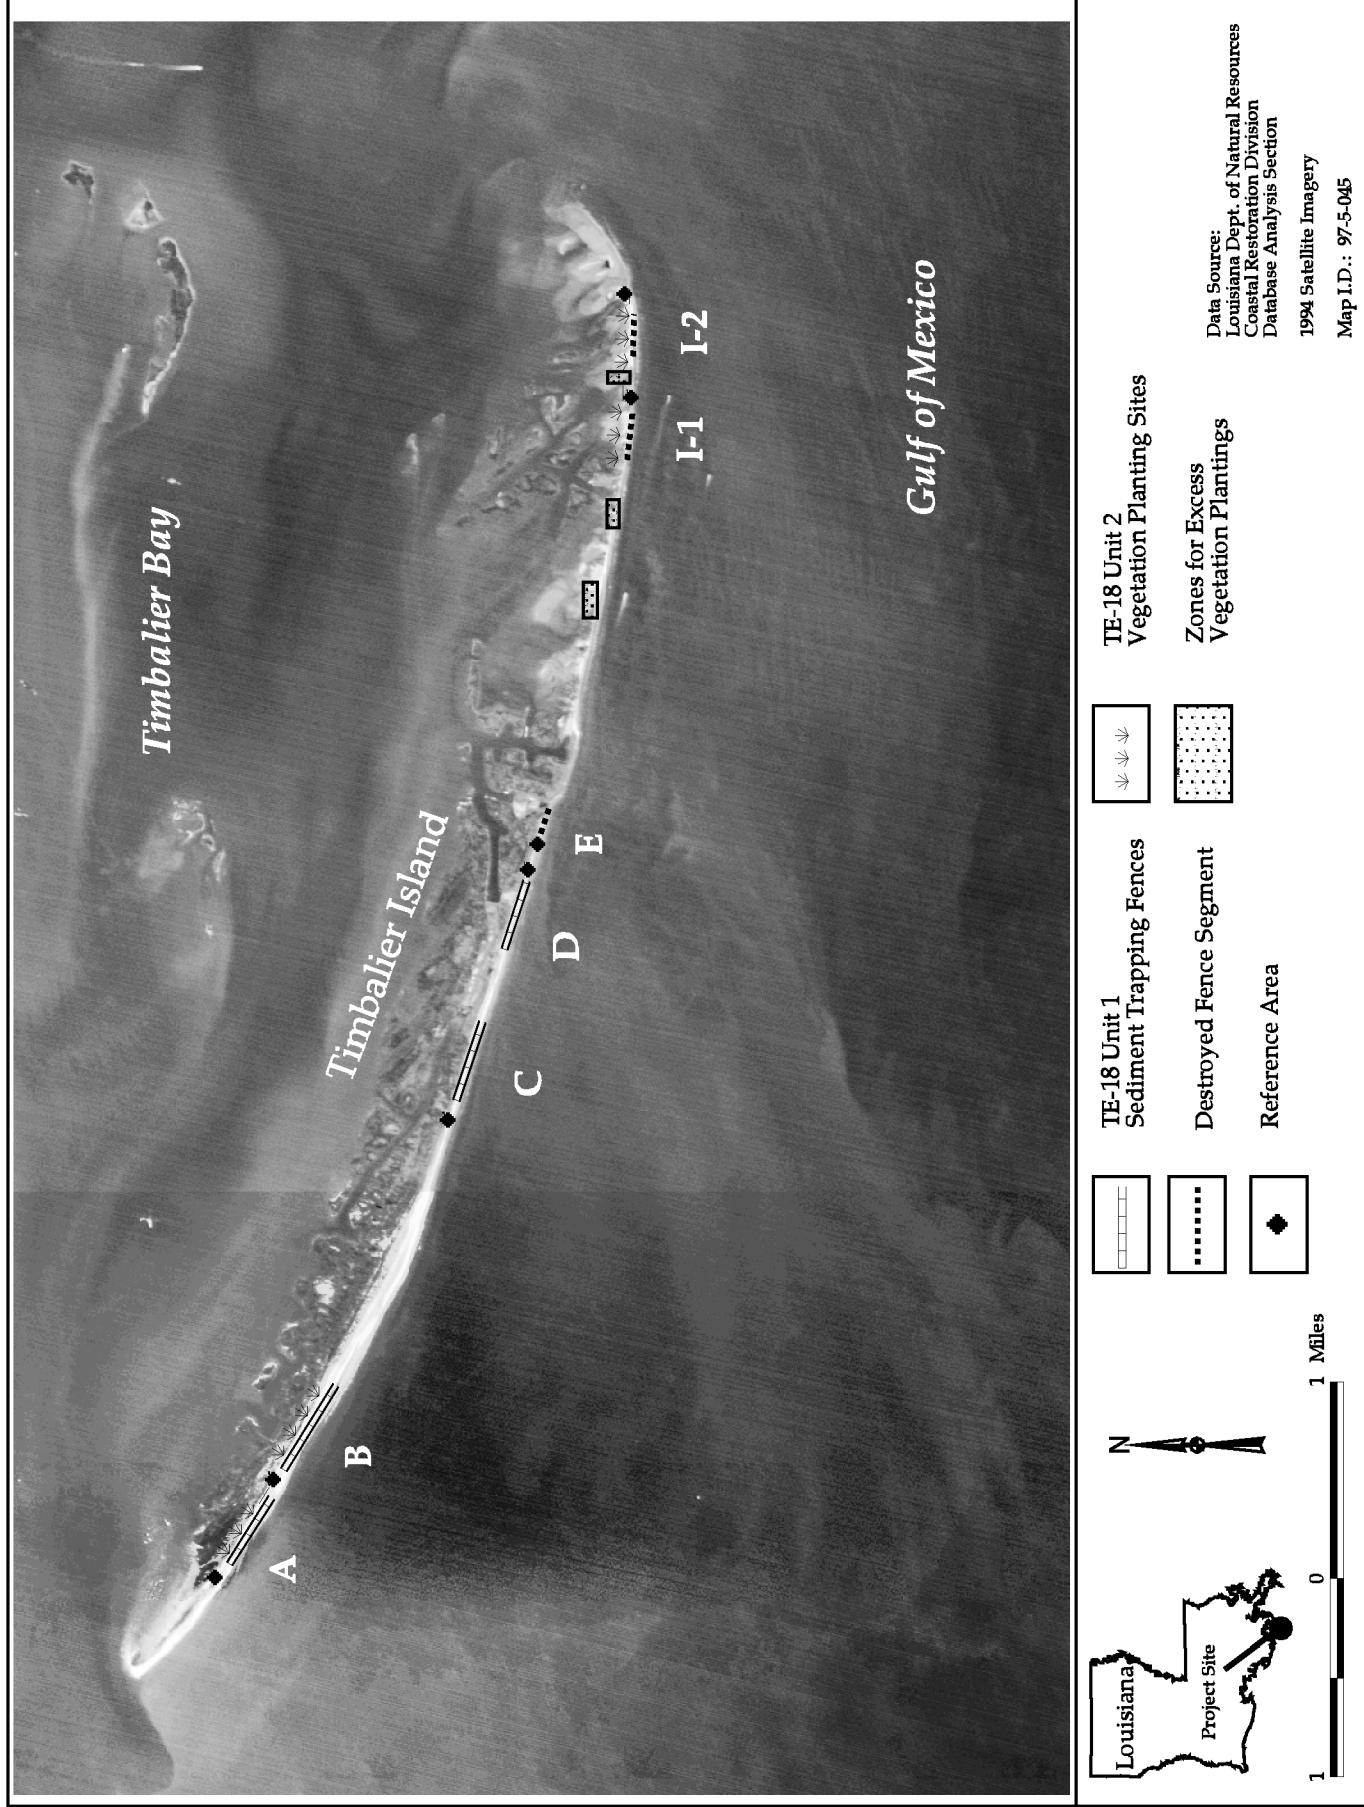 Timbalier Bay
Timbalier Island
Gulf of Mexico
A
B
C
D
E
I-1
I-2
Louisiana
Project Site
N
1 0 1 Miles
TE-18 Unit 1
Sediment Trapping Fences
Destroyed Fence Segment
Reference Area
TE-18 Unit 2
Vegetation Planting Sites
Zones for Excess
Vegetation Plantings
Data Source:
Louisiana Dept. of Natural Resources
Coastal Restoration Division
Database Analysis Section
1994 Satellite Imagery
Map I.D.: 97-5-045